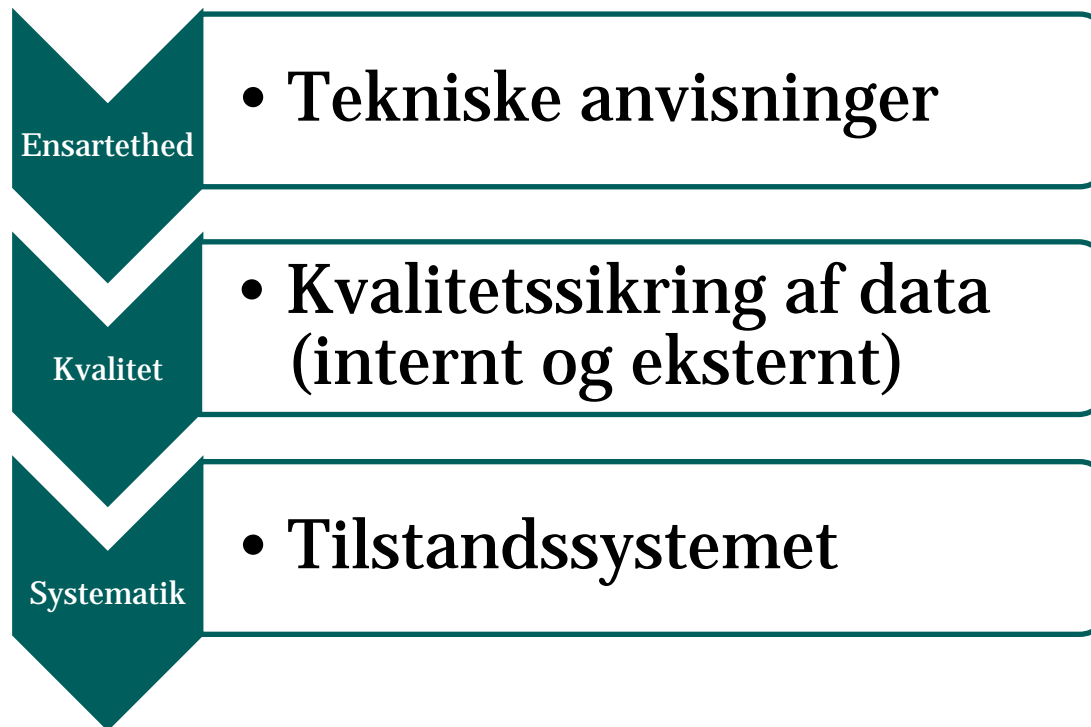 Ensartethed
• Tekniske anvisninger
Kvalitet
• Kvalitetssikring af data
(internt og eksternt)
Systematik
• Tilstandssystemet